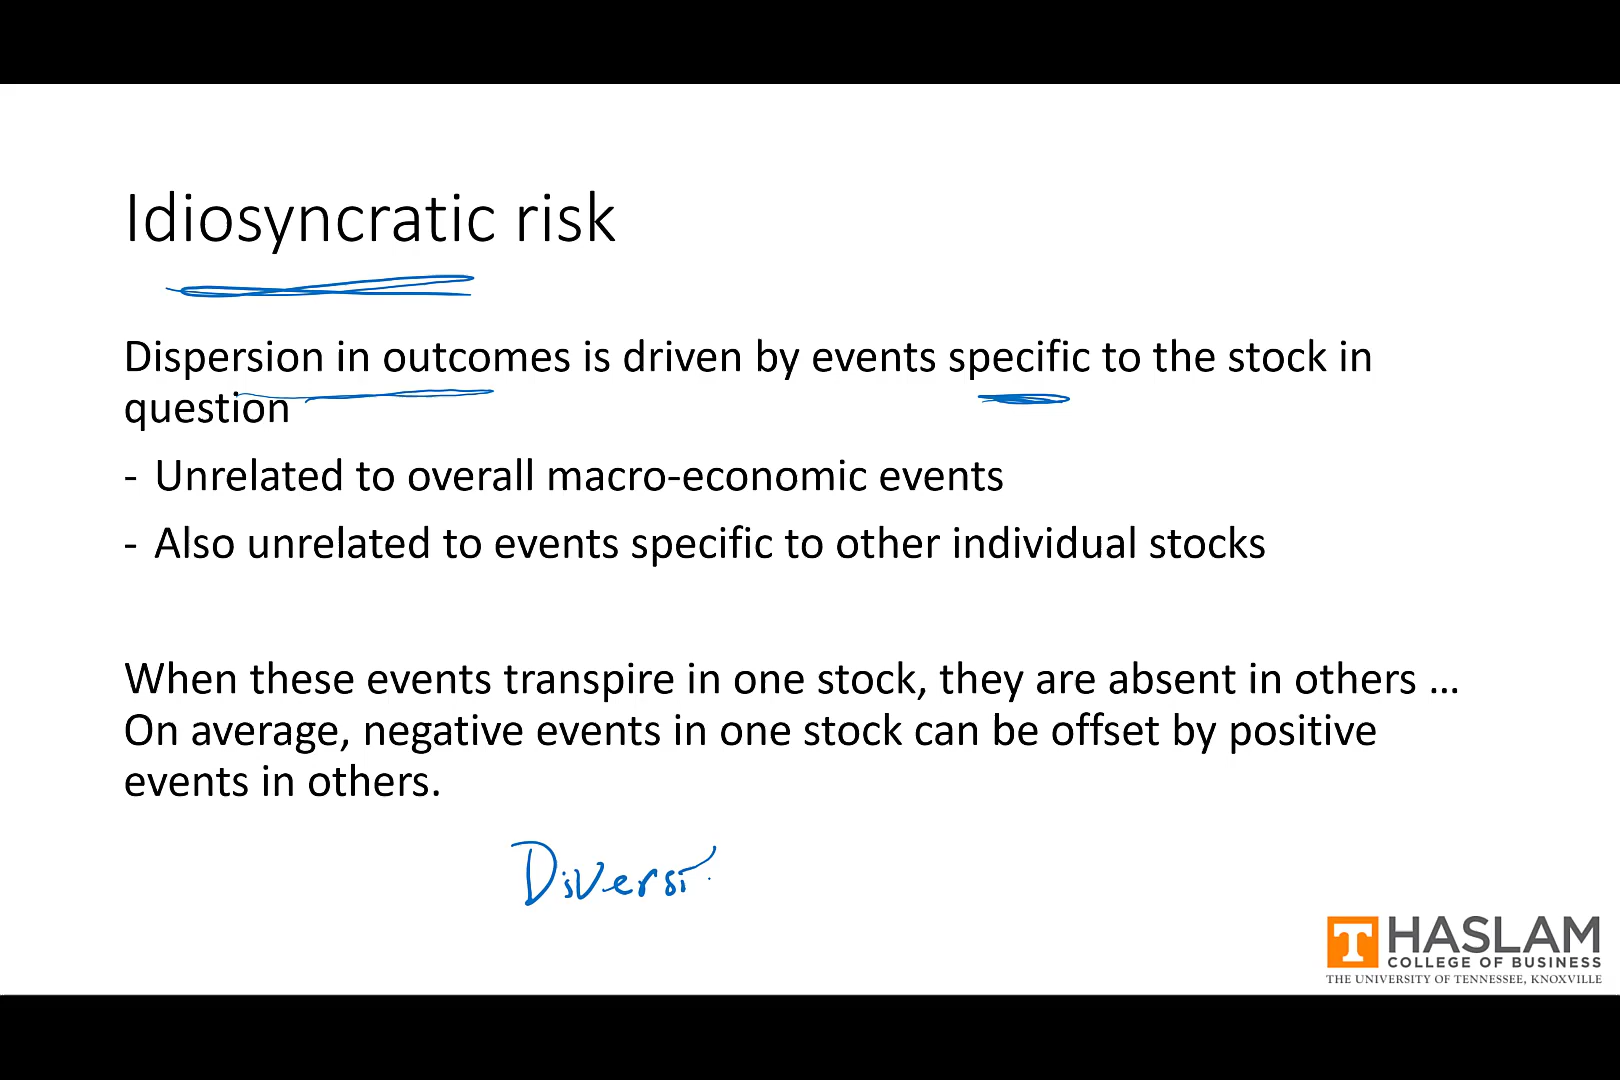 Idiosyncratic risk
Dispersion in outcomes is driven by events specific to the stock in
question
- Unrelated to overall macro-economic events
- Also unrelated to events specific to other individual stocks
When these events transpire in one stock, they are absent in others ...
On average, negative events in one stock can be offset by positive
events in others.
Diversi
T HASLAM
COLLEGE OF BUSINESS
THE UNIVERSITY OF TENNESSEE, KNOXVILLE